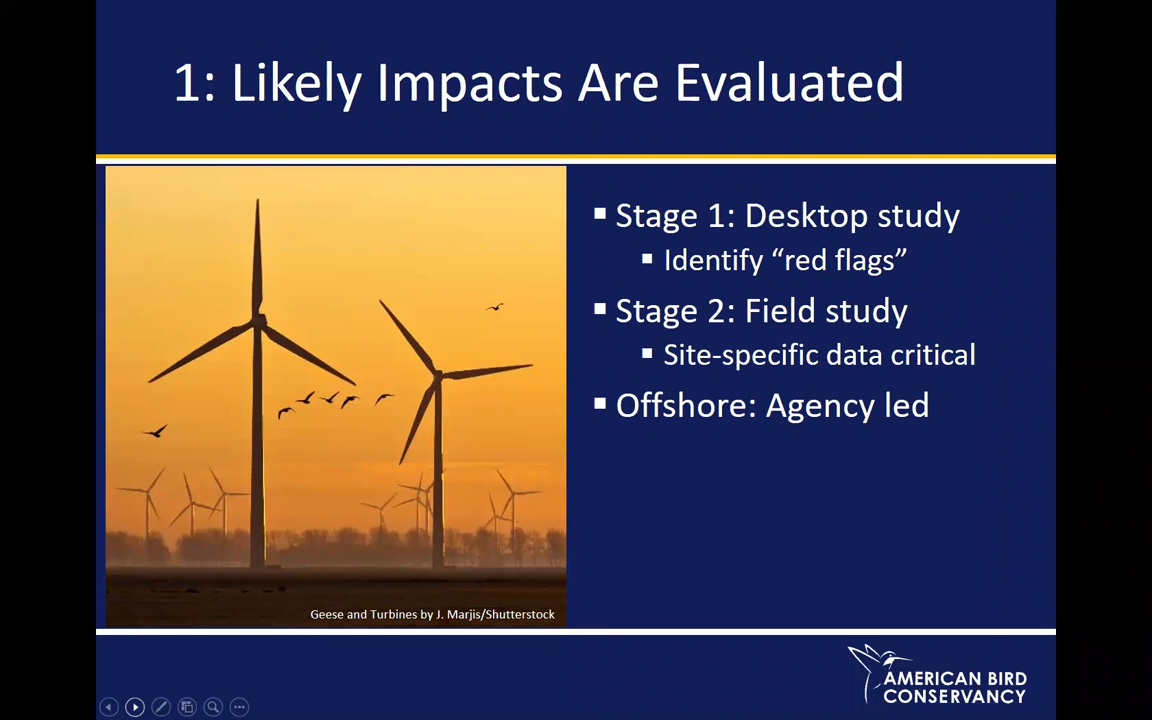 1: Likely Impacts Are Evaluated
Stage 1: Desktop study
Identify “red flags”
Stage 2: Field study
Site-specific data critical
Offshore: Agency led
Geese and Turbines by J. Marjis/Shutterstock
AMERICAN BIRD
CONSERVANCY